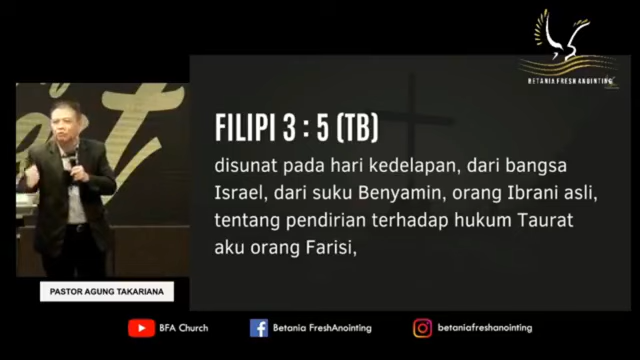 BETANIA FRESH ANOINTING
FILIPI 3 : 5 (TB)
disunat pada hari kedelapan, dari bangsa
Israel, dari suku Benyamin, orang Ibrani asli,
tentang pendirian terhadap hukum Taurat
aku orang Farisi,
PASTOR AGUNG TAKARIANA
BFA Church
Betania FreshAnointing
betaniafreshanointing